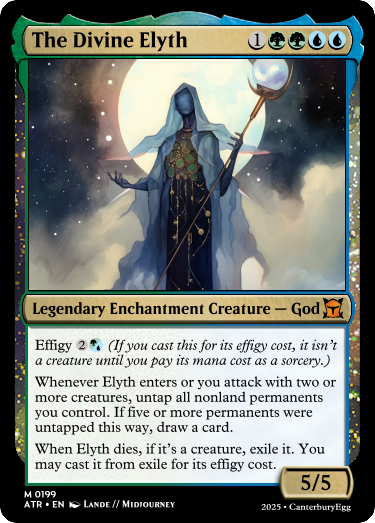 The Divine Elyth 1
Legendary Enchantment Creature — God
Effigy 2 (If you cast this for its effigy cost, it isn't
a creature until you pay its mana cost as a sorcery.)
Whenever Elyth enters or you attack with two or
more creatures, untap all nonland permanents
you control. If five or more permanents were
untapped this way, draw a card.
When Elyth dies, if it's a creature, exile it. You
may cast it from exile for its effigy cost.
5/5
M 0199
ATR • EN Lande // Midjourney
2025 • CanterburyEgg